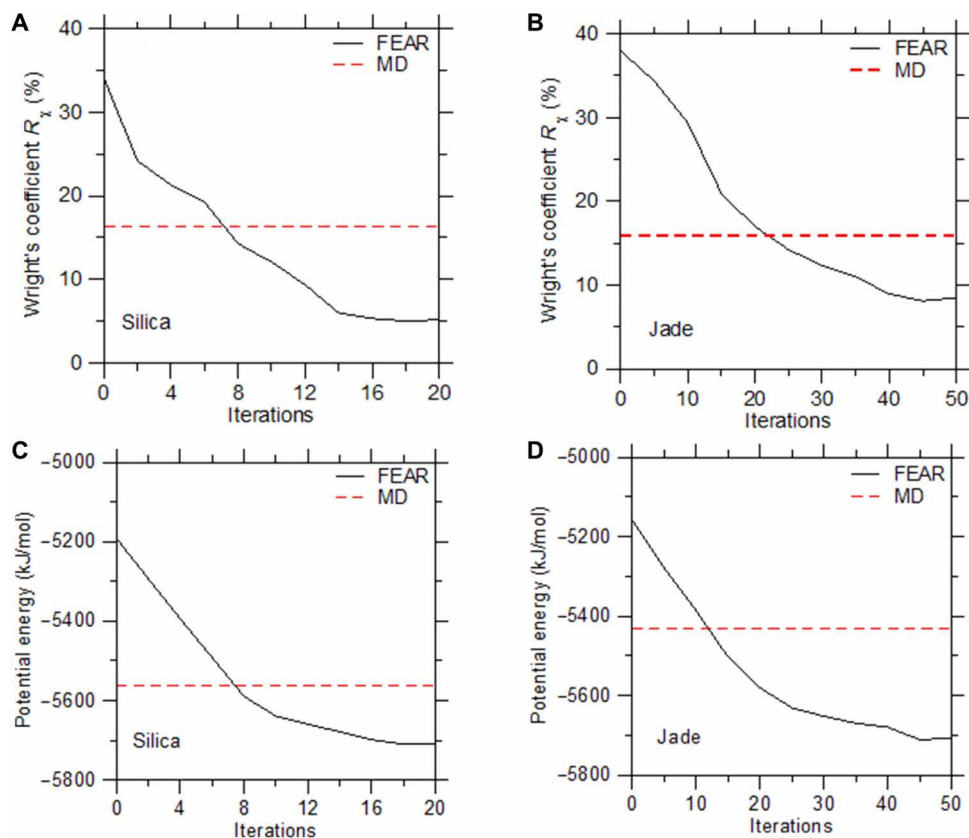 A
40
30
20
10
0
Wright's coefficient Rχ (%)
FEAR
MD
Silica
0 4 8 12 16 20
Iterations
B
40
30
20
10
0
Wright's coefficient Rχ (%)
FEAR
MD
Jade
0 10 20 30 40 50
Iterations
C
−5000
−5200
−5400
−5600
−5800
Potential energy (kJ/mol)
FEAR
MD
Silica
0 4 8 12 16 20
Iterations
D
−5000
−5200
−5400
−5600
−5800
Potential energy (kJ/mol)
FEAR
MD
Jade
0 10 20 30 40 50
Iterations